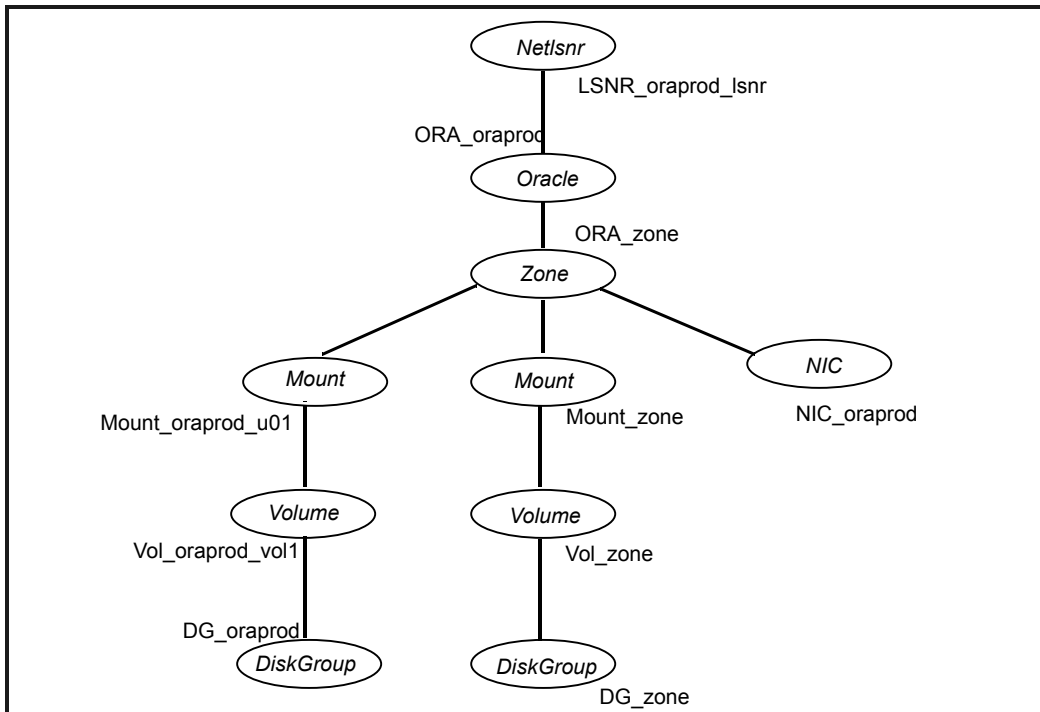 Netlsnr
LSNR_oraprod_lsnr
ORA_oraprod
Oracle
ORA_zone
Zone
Mount
Mount
NIC
Mount_oraprod_u01
Mount_zone
NIC_oraprod
Volume
Volume
Vol_oraprod_vol1
Vol_zone
DG_oraprod
DiskGroup
DiskGroup
DG_zone